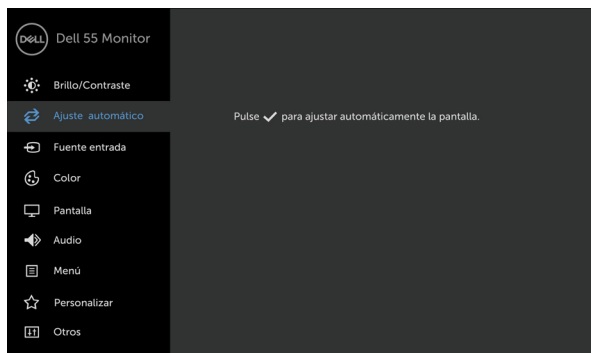 DELL
Dell 55 Monitor
Brillo/Contraste
Ajuste automático
Pulse ✓ para ajustar automáticamente la pantalla.
Fuente entrada
Color
Pantalla
Audio
Menú
Personalizar
Otros